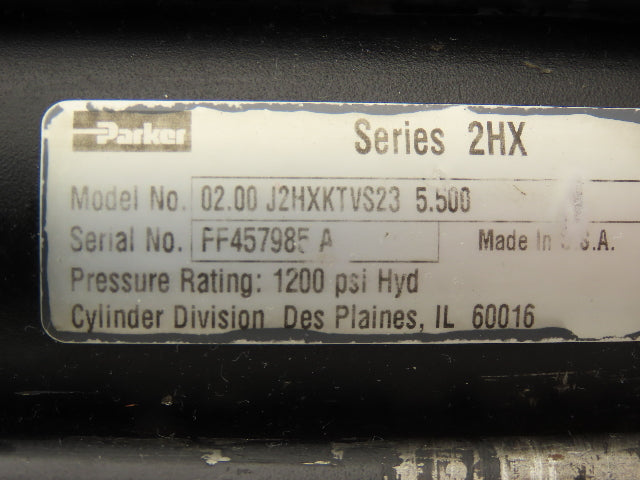 Parker
Series 2HX
Model No. 02.00 J2HXKTVS23 5.500
Serial No. FF457985 A Made In U.S.A.
Pressure Rating: 1200 psi Hyd
Cylinder Division Des Plaines, IL 60016